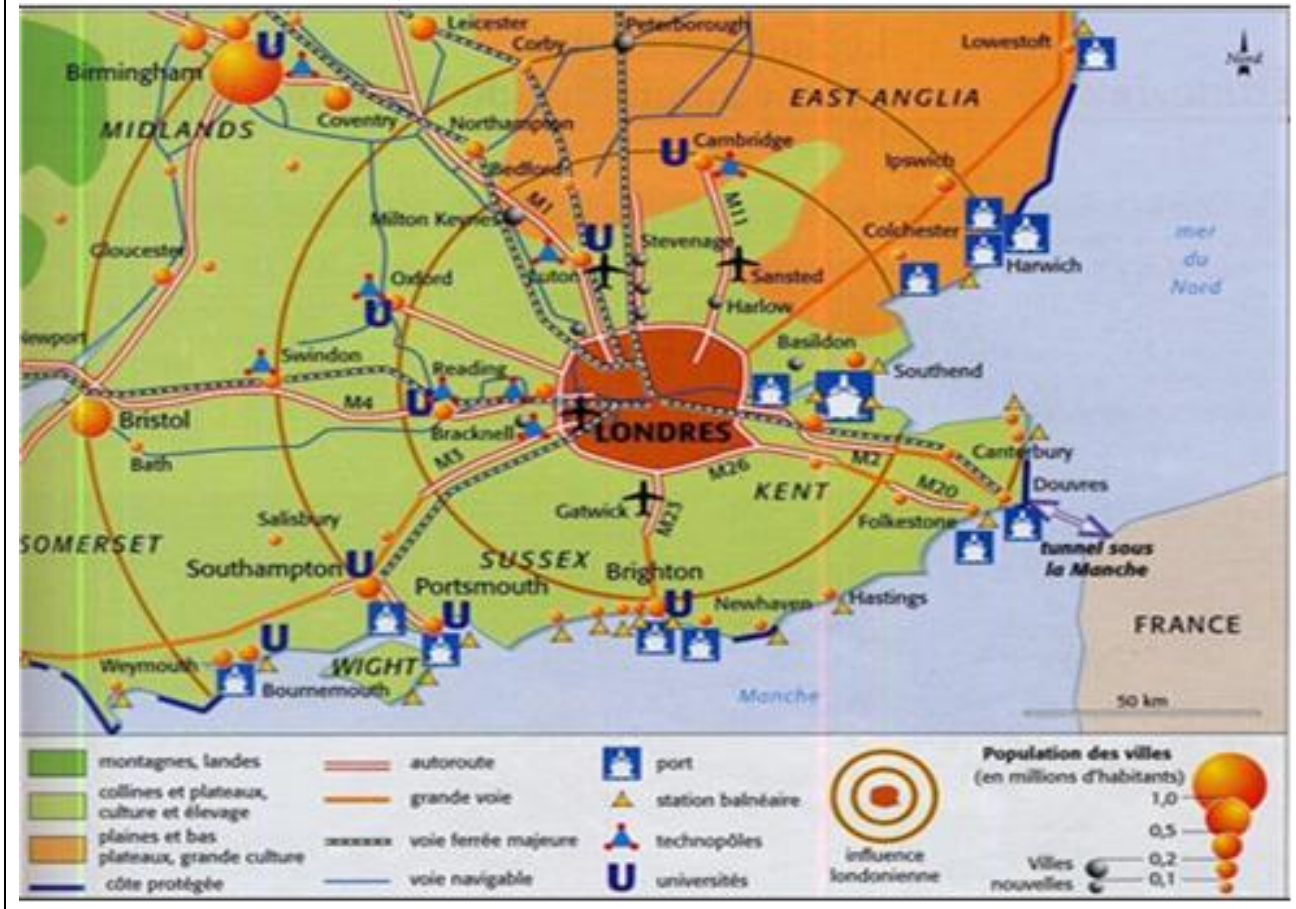 Leicester
Peterborough
Corby
Lowestoft
Nord
Birmingham
U
EAST ANGLIA
MIDLANDS
Coventry
Northampton
U
Cambridge
Bedford
Ipswich
M1
M11
Milton Keynes
Gloucester
U
Stevenage
Colchester
mer
du
Nord
Oxford
Luton
Sansted
Harwich
U
Harlow
ewport
Swindon
Reading
Basildon
Southend
M4
U
Bristol
Bracknell
LONDRES
Bath
M3
M26
M2
Canterbury
KENT
M20
Douvres
Gatwick
M23
Salisbury
Folkestone
SOMERSET
SUSSEX
tunnel sous
la Manche
Southampton
U
Portsmouth
Brighton
U
U
Newhaven
Hastings
FRANCE
U
Weymouth
WIGHT
Bournemouth
Manche
50 km
montagnes, landes
collines et plateaux,
culture et élevage
plaines et bas
plateaux, grande culture
côte protégée
autoroute
grande voie
voie ferrée majeure
voie navigable
port
station balnéaire
technopôles
U universités
influence
londonienne
Population des villes
(en millions d'habitants)
1,0
0,5
0,2
0,1
Villes
nouvelles